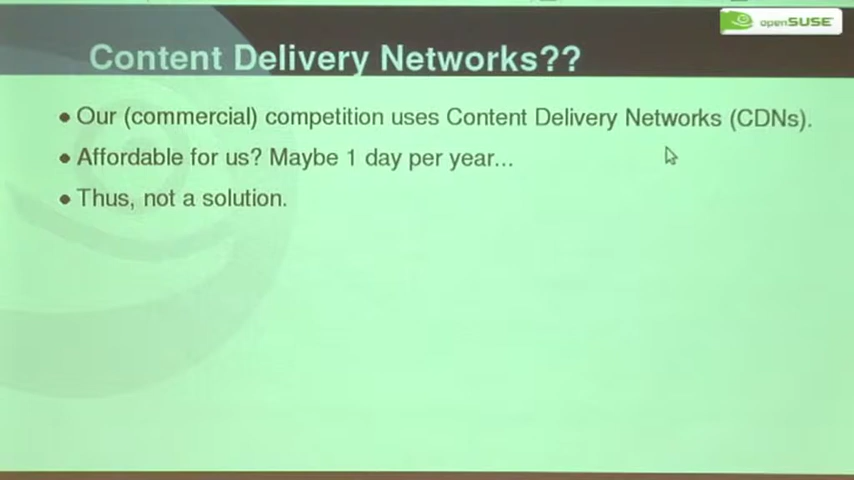 openSUSE
Content Delivery Networks??
Our (commercial) competition uses Content Delivery Networks (CDNs).
Affordable for us? Maybe 1 day per year...
Thus, not a solution.